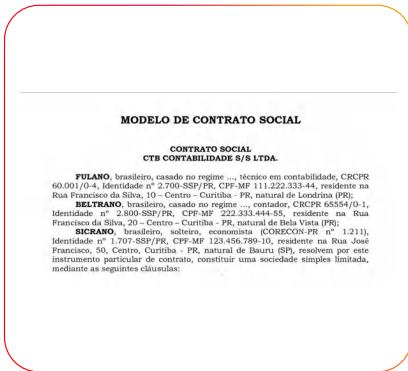 MODELO DE CONTRATO SOCIAL
CONTRATO SOCIAL
CTB CONTABILIDADE S/S LTDA.
FULANO, brasileiro, casado no regime ..., técnico em contabilidade, CRCPR
60.001/0-4, Identidade nº 2.700-SSP/PR, CPF-MF 111.222.333-44, residente na
Rua Francisco da Silva, 10 – Centro – Curitiba - PR, natural de Londrina (PR);
BELTRANO, brasileiro, casado no regime ..., contador, CRCPR 65554/0-1,
Identidade nº 2.800-SSP/PR, CPF-MF 222.333.444-55, residente na Rua
Francisco da Silva, 20 – Centro – Curitiba - PR, natural de Bela Vista (PR);
SICRANO, brasileiro, solteiro, economista (CORECON-PR nº 1.211),
Identidade nº 1.707-SSP/PR, CPF-MF 123.456.789-10, residente na Rua José
Francisco, 50, Centro, Curitiba - PR, natural de Bauru (SP), resolvem por este
instrumento particular de contrato, constituir uma sociedade simples limitada,
mediante as seguintes cláusulas: